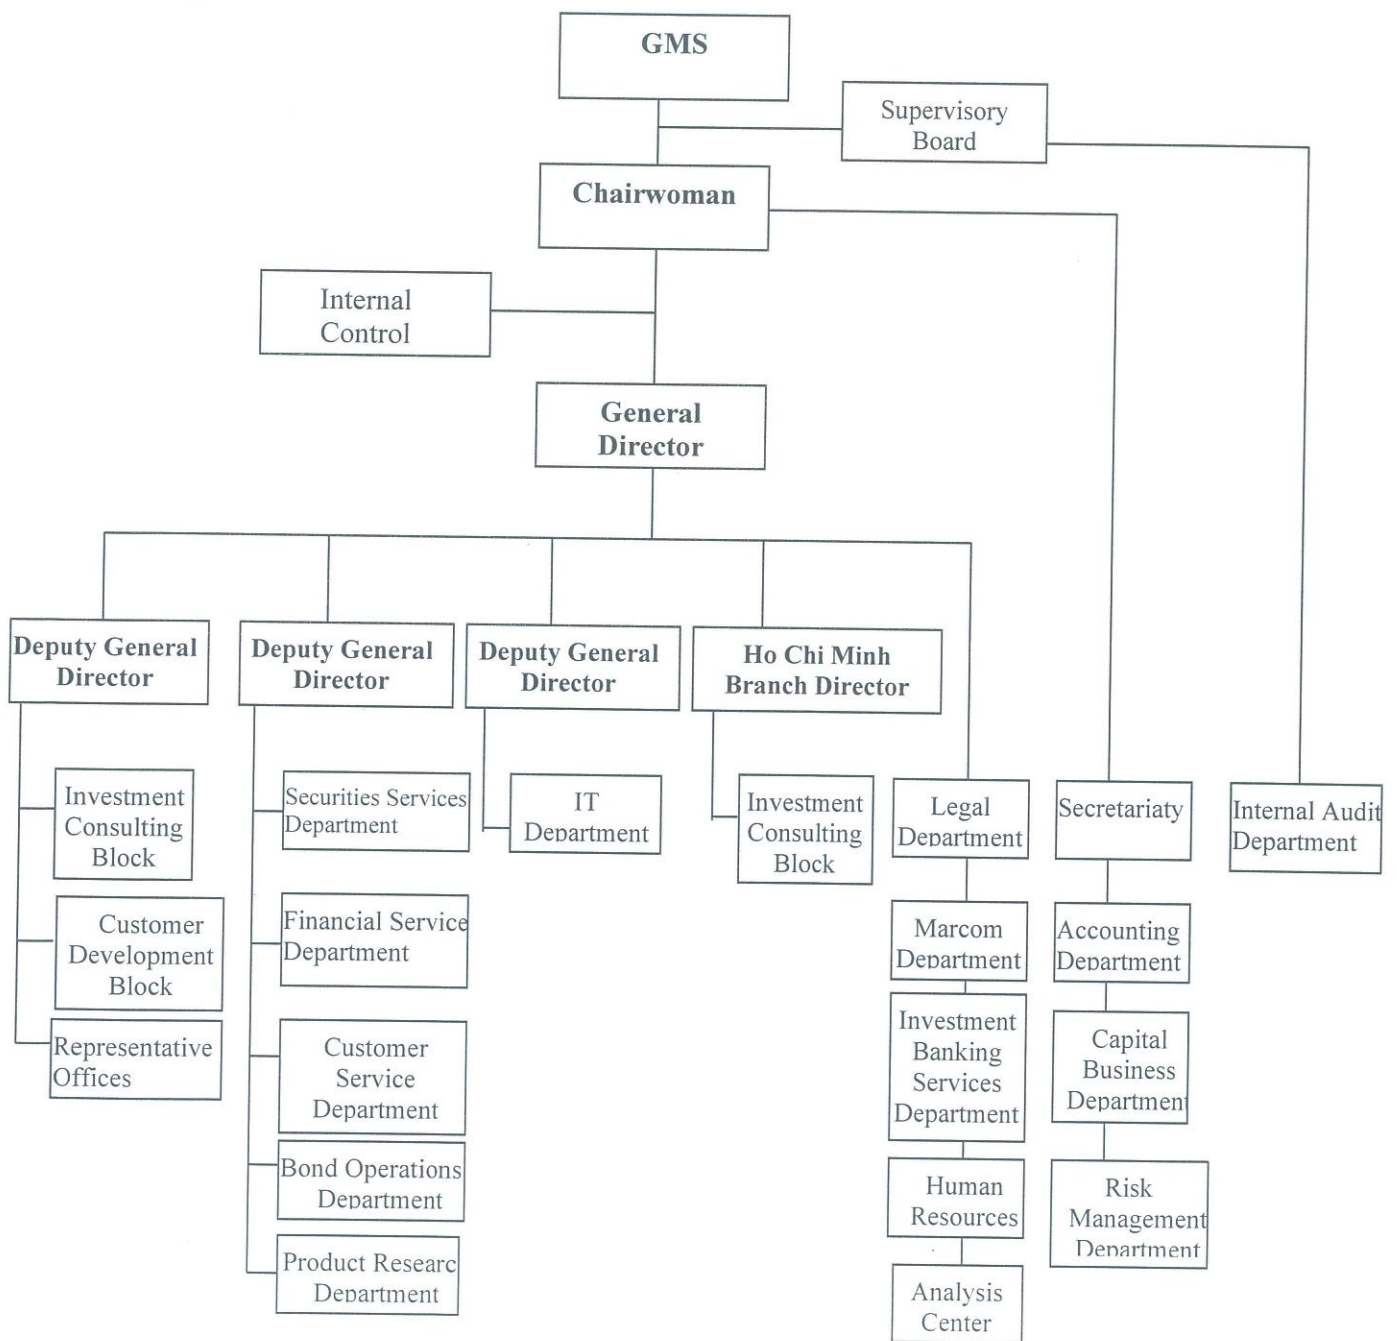 GMS
Supervisory
Board
Chairwoman
Internal
Control
General
Director
Deputy General
Director
Deputy General
Director
Deputy General
Director
Ho Chi Minh
Branch Director
Investment
Consulting
Block
Customer
Development
Block
Representative
Offices
Securities Services
Department
Financial Service
Department
Customer
Service
Department
Bond Operations
Department
Product Researc
Department
IT
Department
Investment
Consulting
Block
Legal
Department
Marcom
Department
Investment
Banking
Services
Department
Human
Resources
Analysis
Center
Secretariaty
Accounting
Department
Capital
Business
Department
Risk
Management
Department
Internal Audit
Department